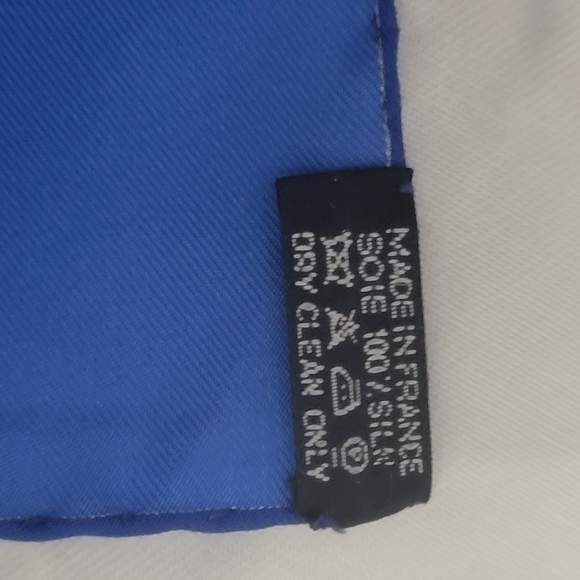 MADE IN FRANCE
SOIE 100% SILK
DRY CLEAN ONLY